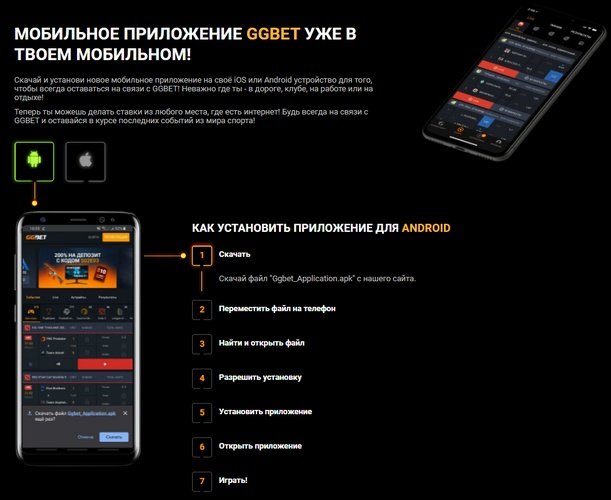 МОБИЛЬНОЕ ПРИЛОЖЕНИЕ GGBET УЖЕ В
ТВОЕМ МОБИЛЬНОМ!
Скачай и установи новое мобильное приложение на своё iOS или Android устройство для того,
чтобы всегда оставаться на связи с GGBET! Неважно где ты - в дороге, клубе, на работе или на
отдыхе!
Теперь ты можешь делать ставки из любого места, где есть интернет! Будь всегда на связи с
GGBET и оставайся в курсе последних событий из мира спорта!
GGBET
200% НА ДЕПОЗИТ
С КОДОМ
События Live Результаты
Скачать файл Ggbet_Application.apk
ещё раз?
Отмена Скачать
КАК УСТАНОВИТЬ ПРИЛОЖЕНИЕ ДЛЯ ANDROID
1 Скачать
Скачай файл "Ggbet_Application.apk" с нашего сайта.
2 Переместить файл на телефон
3 Найти и открыть файл
4 Разрешить установку
5 Установить приложение
6 Открыть приложение
7 Играть!